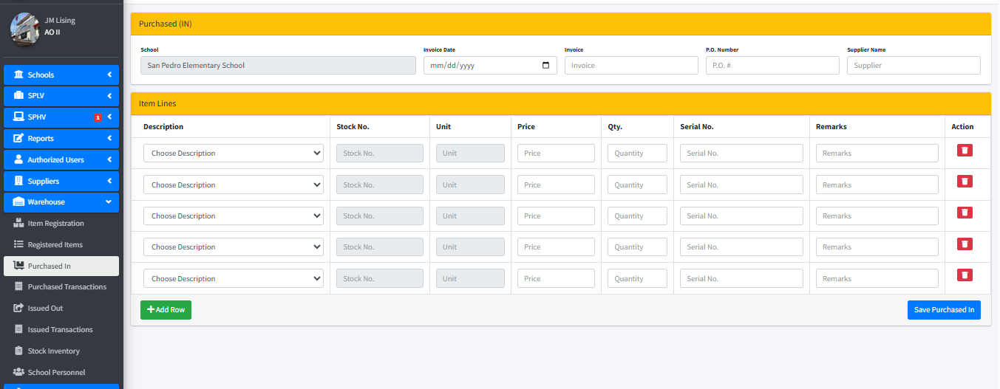 JM Lising
AO II
Schools
SPLV
SPHV 1
Reports
Authorized Users
Suppliers
Warehouse
Item Registration
Registered Items
Purchased In
Purchased Transactions
Issued Out
Issued Transactions
Stock Inventory
School Personnel
Purchased (IN)
School Invoice Date Invoice P.O. Number Supplier Name
San Pedro Elementary School mm/dd/yyyy Invoice P.O. # Supplier
Item Lines
Description Stock No. Unit Price Qty. Serial No. Remarks Action
Choose Description Stock No. Unit Price Quantity Serial No. Remarks
Choose Description Stock No. Unit Price Quantity Serial No. Remarks
Choose Description Stock No. Unit Price Quantity Serial No. Remarks
Choose Description Stock No. Unit Price Quantity Serial No. Remarks
Choose Description Stock No. Unit Price Quantity Serial No. Remarks
Add Row Save Purchased In